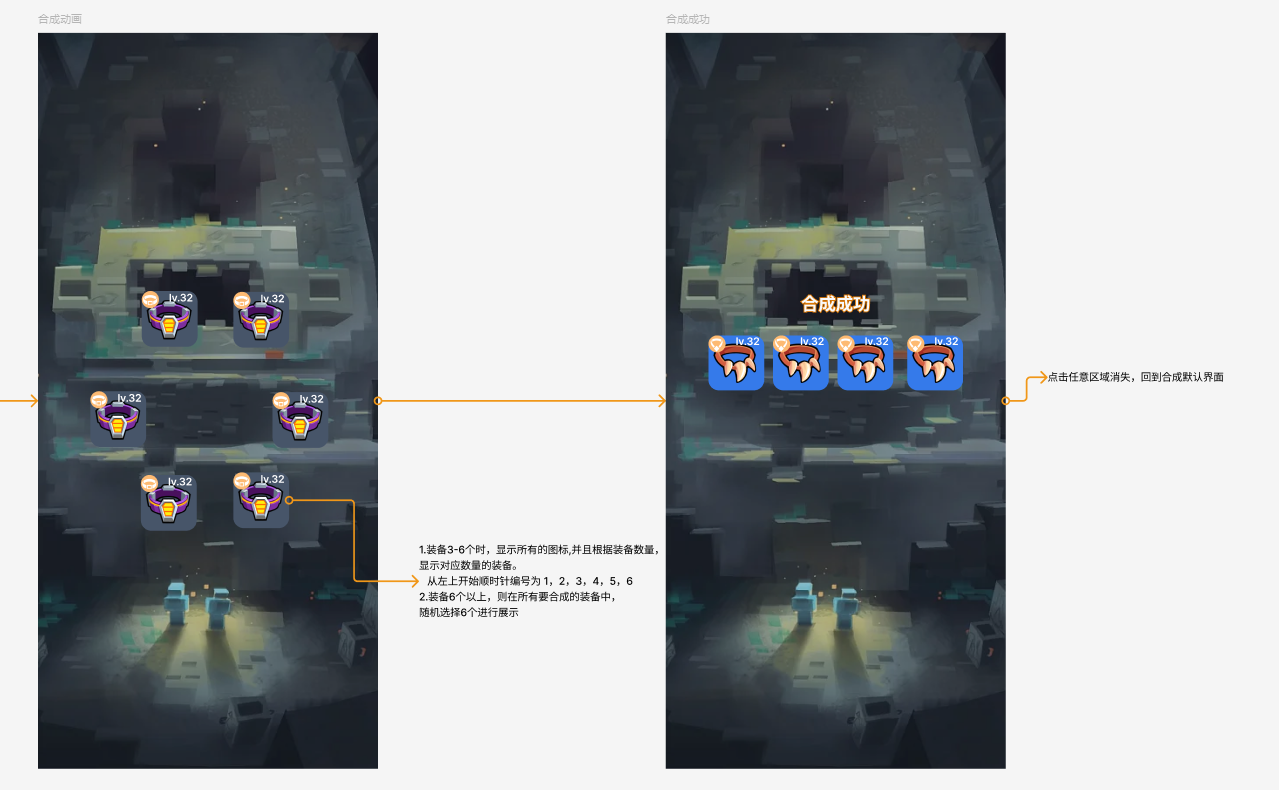 合成动画
合成成功
lv.32
lv.32
lv.32
lv.32
lv.32
lv.32
1.装备3-6个时，显示所有的图标,并且根据装备数量，
显示对应数量的装备。
从左上开始顺时针编号为 1，2，3，4，5，6
2.装备6个以上，则在所有要合成的装备中，
随机选择6个进行展示
合成成功
lv.32
lv.32
lv.32
lv.32
点击任意区域消失，回到合成默认界面